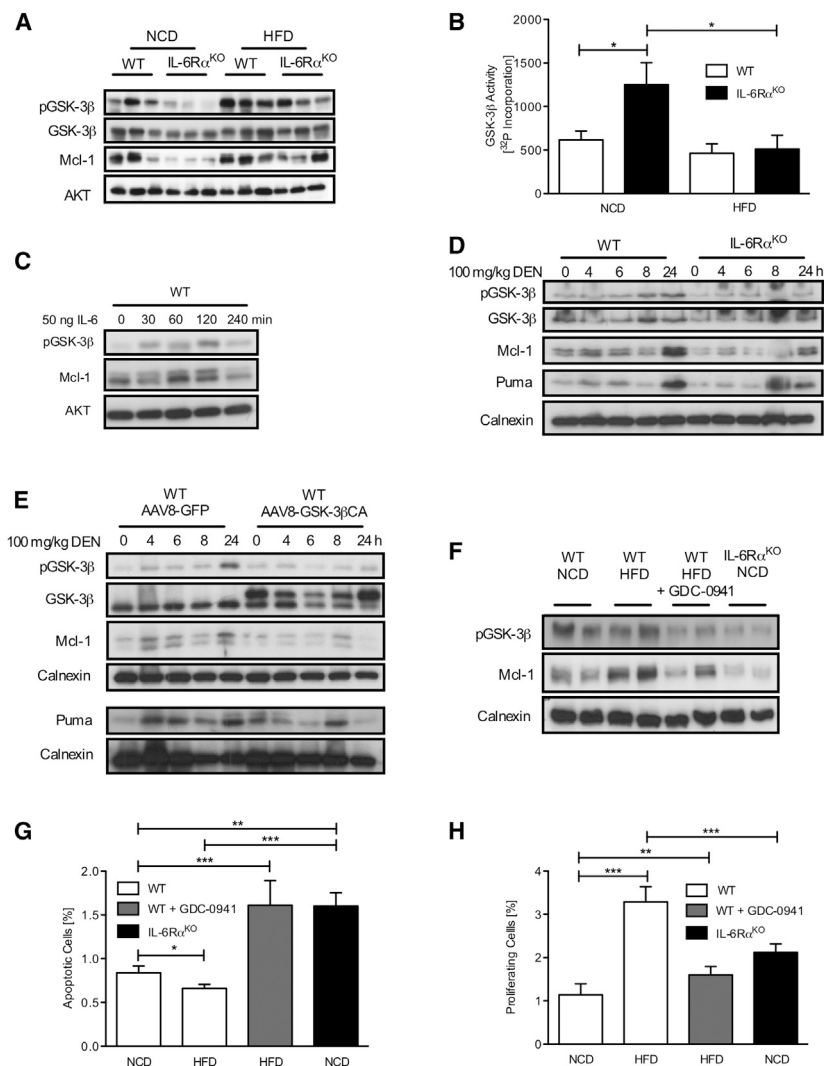 A
NCD HFD
WT IL-6RαKO WT IL-6RαKO
pGSK-3β
GSK-3β
Mcl-1
AKT
B
2000
1500
1000
500
0
GSK-3β Activity
[32P Incorporation]
*
*
WT
IL-6RαKO
NCD HFD
C
WT
50 ng IL-6 0 30 60 120 240 min
pGSK-3β
Mcl-1
AKT
D
WT IL-6RαKO
100 mg/kg DEN 0 4 6 8 24 0 4 6 8 24 h
pGSK-3β
GSK-3β
Mcl-1
Puma
Calnexin
E
WT WT
AAV8-GFP AAV8-GSK-3βCA
100 mg/kg DEN 0 4 6 8 24 0 4 6 8 24 h
pGSK-3β
GSK-3β
Mcl-1
Calnexin
Puma
Calnexin
F
WT WT WT IL-6RαKO
NCD HFD HFD NCD
+ GDC-0941
pGSK-3β
Mcl-1
Calnexin
G
**
***
***
*
2.0
1.5
1.0
0.5
0.0
Apoptotic Cells [%]
WT
WT + GDC-0941
IL-6RαKO
NCD HFD HFD NCD
H
***
**
***
4
3
2
1
0
Proliferating Cells [%]
WT
WT + GDC-0941
IL-6RαKO
NCD HFD HFD NCD